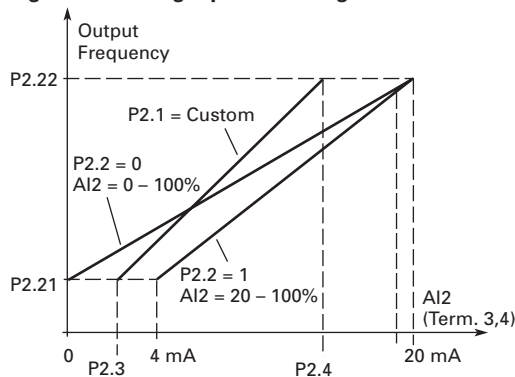 Output
Frequency
P2.22
P2.1 = Custom
P2.2 = 0
AI2 = 0 – 100%
P2.21
P2.2 = 1
AI2 = 20 – 100%
AI2
(Term. 3,4)
0
P2.3
4 mA
P2.4
20 mA